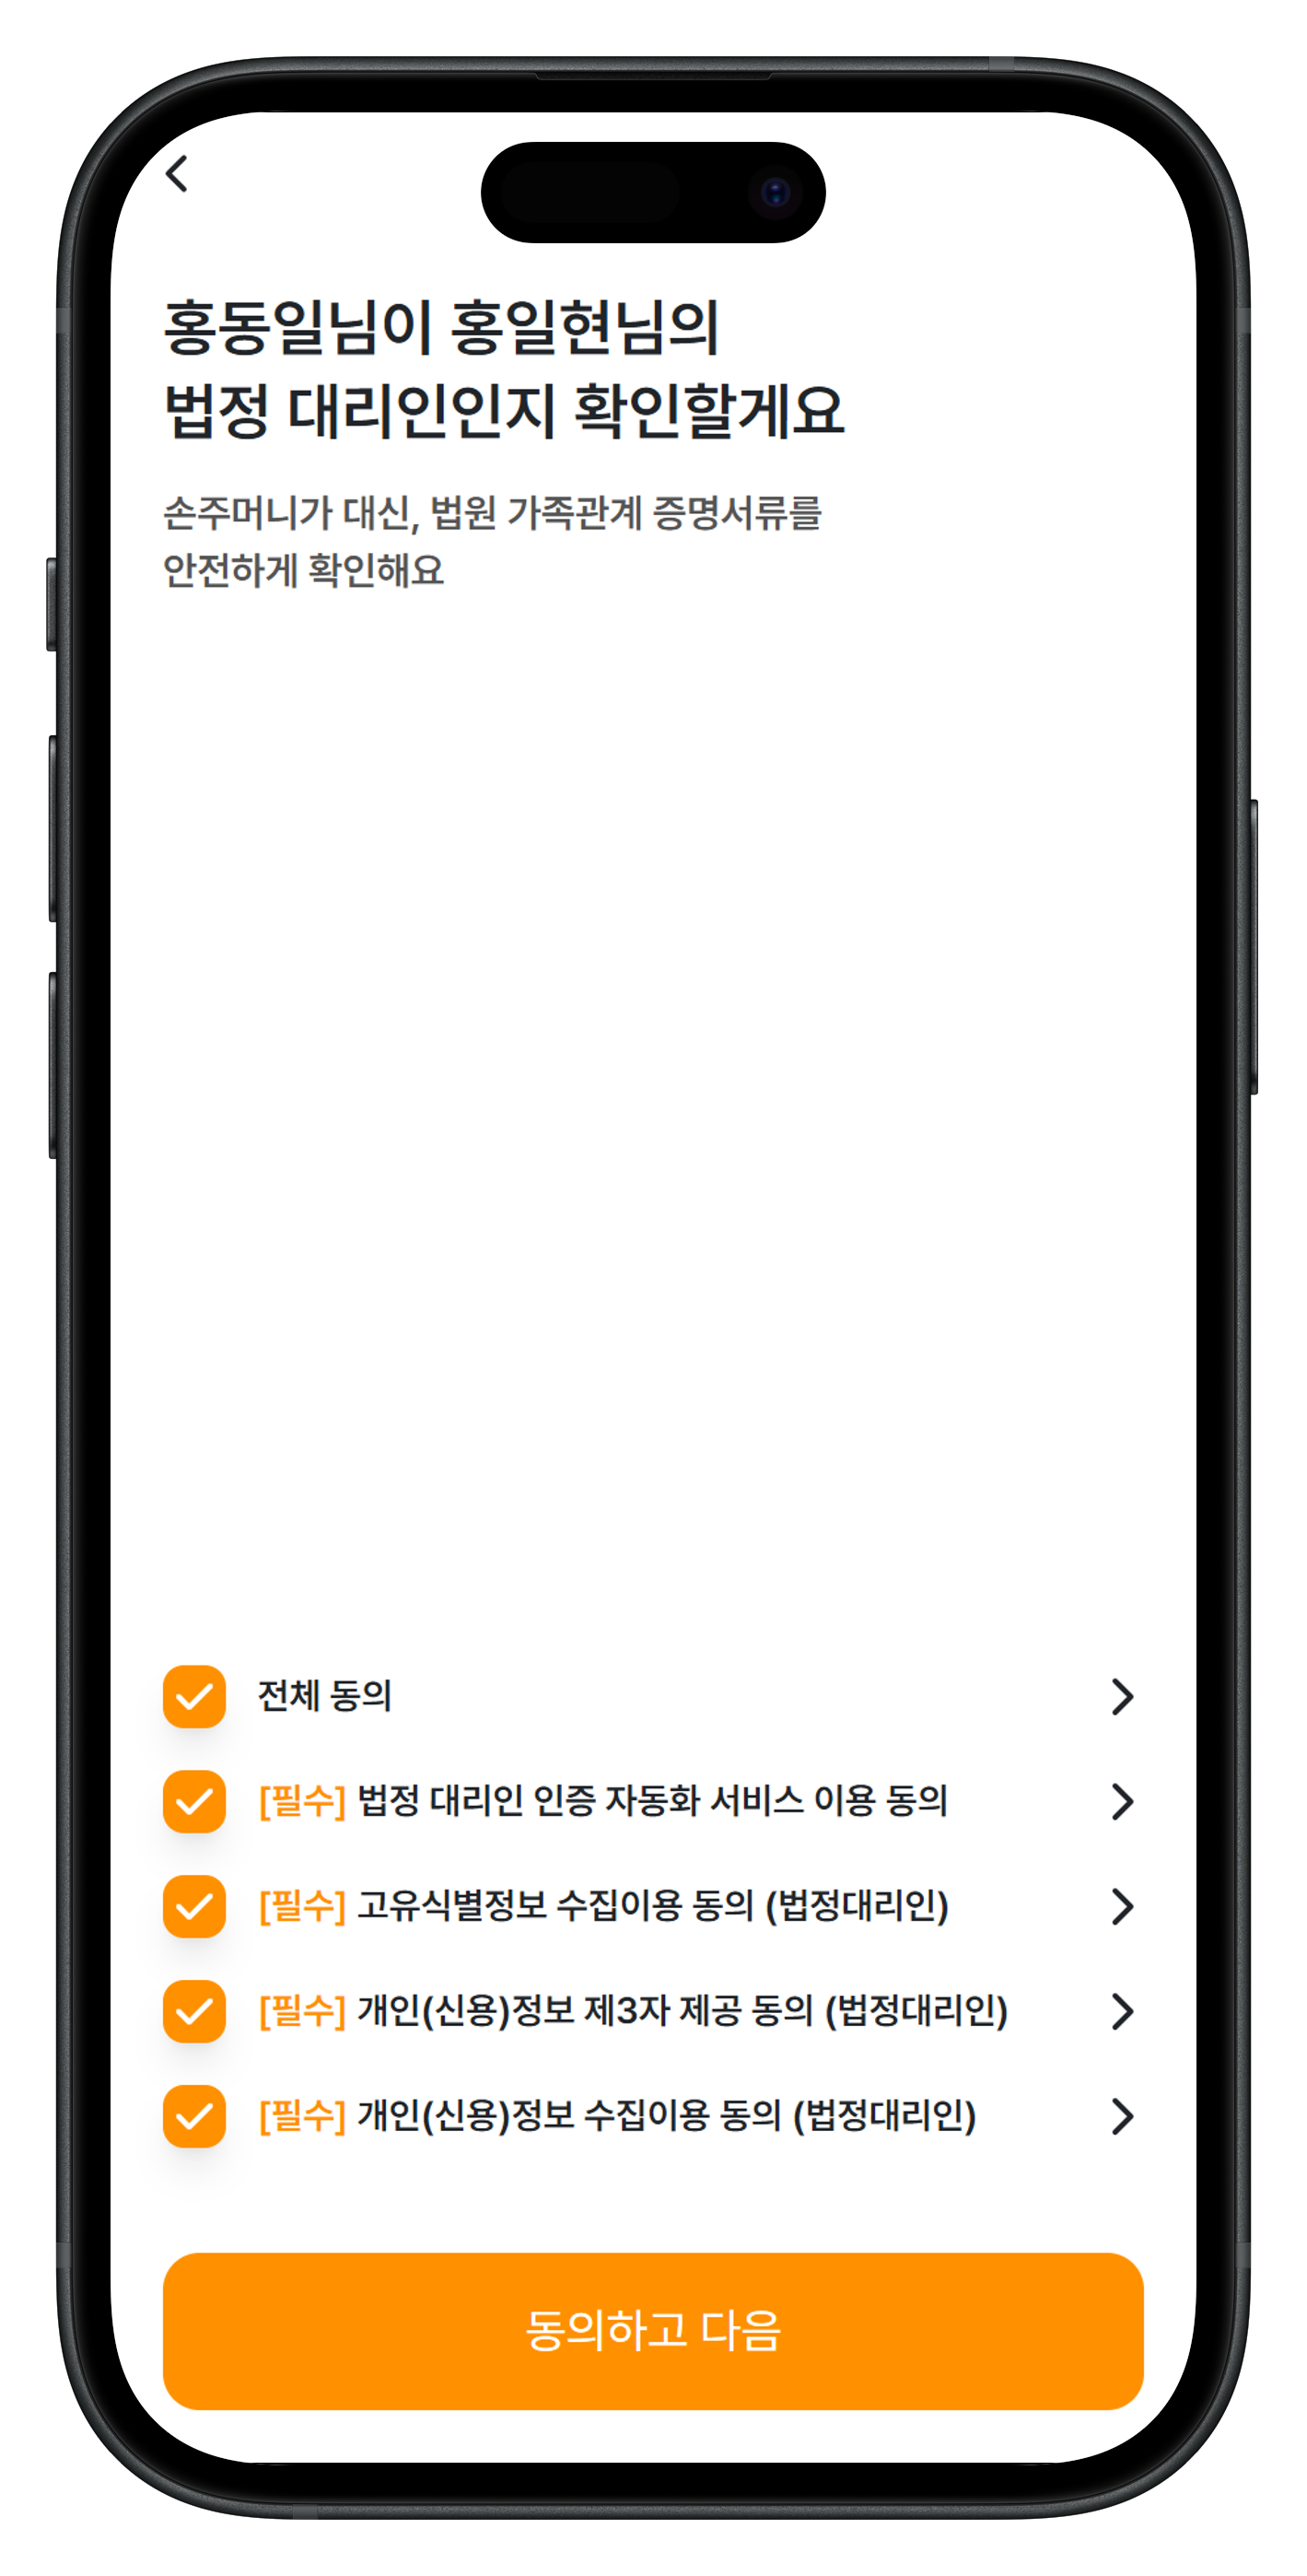 홍동일님이 홍일현님의
법정 대리인인지 확인할게요
손주머니가 대신, 법원 가족관계 증명서류를
안전하게 확인해요
전체 동의
[필수] 법정 대리인 인증 자동화 서비스 이용 동의
[필수] 고유식별정보 수집이용 동의 (법정대리인)
[필수] 개인(신용)정보 제3자 제공 동의 (법정대리인)
[필수] 개인(신용)정보 수집이용 동의 (법정대리인)
동의하고 다음